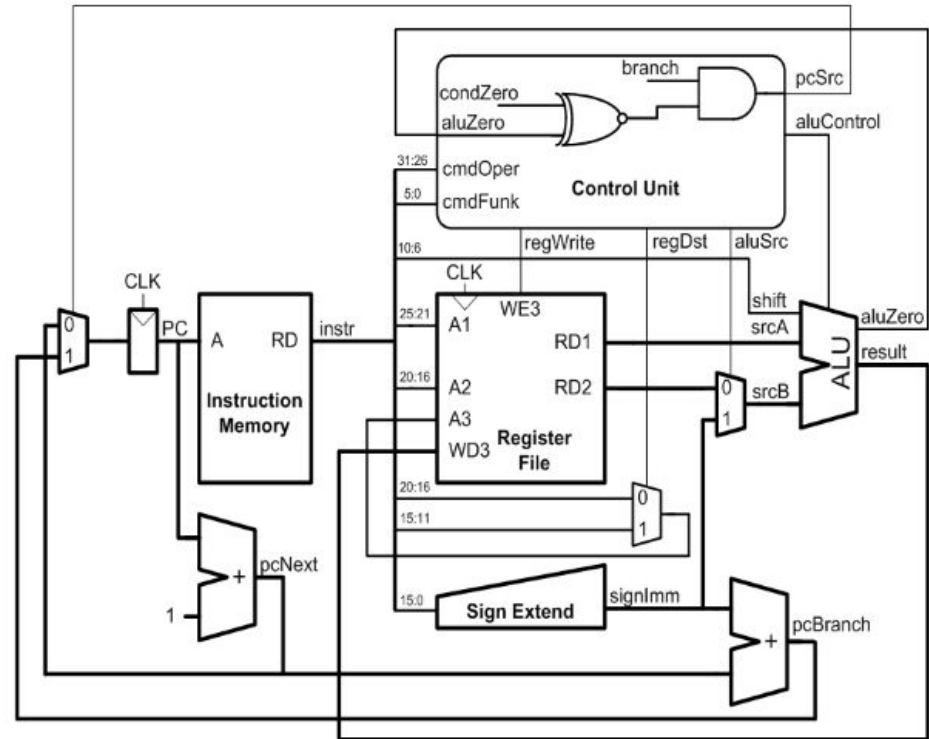 branch
pcSrc
condZero
aluZero
aluControl
31:26
cmdOper
Control Unit
5:0
cmdFunk
regWrite
regDst
aluSrc
10:6
CLK
CLK
shift
0
1
PC
A
RD
instr
25:21
A1
WE3
RD1
srcA
aluZero
ALU
result
Instruction
Memory
20:16
A2
RD2
0
1
srcB
A3
WD3
Register
File
20:16
0
15:11
1
pcNext
+
1
15:0
Sign Extend
signImm
+
pcBranch